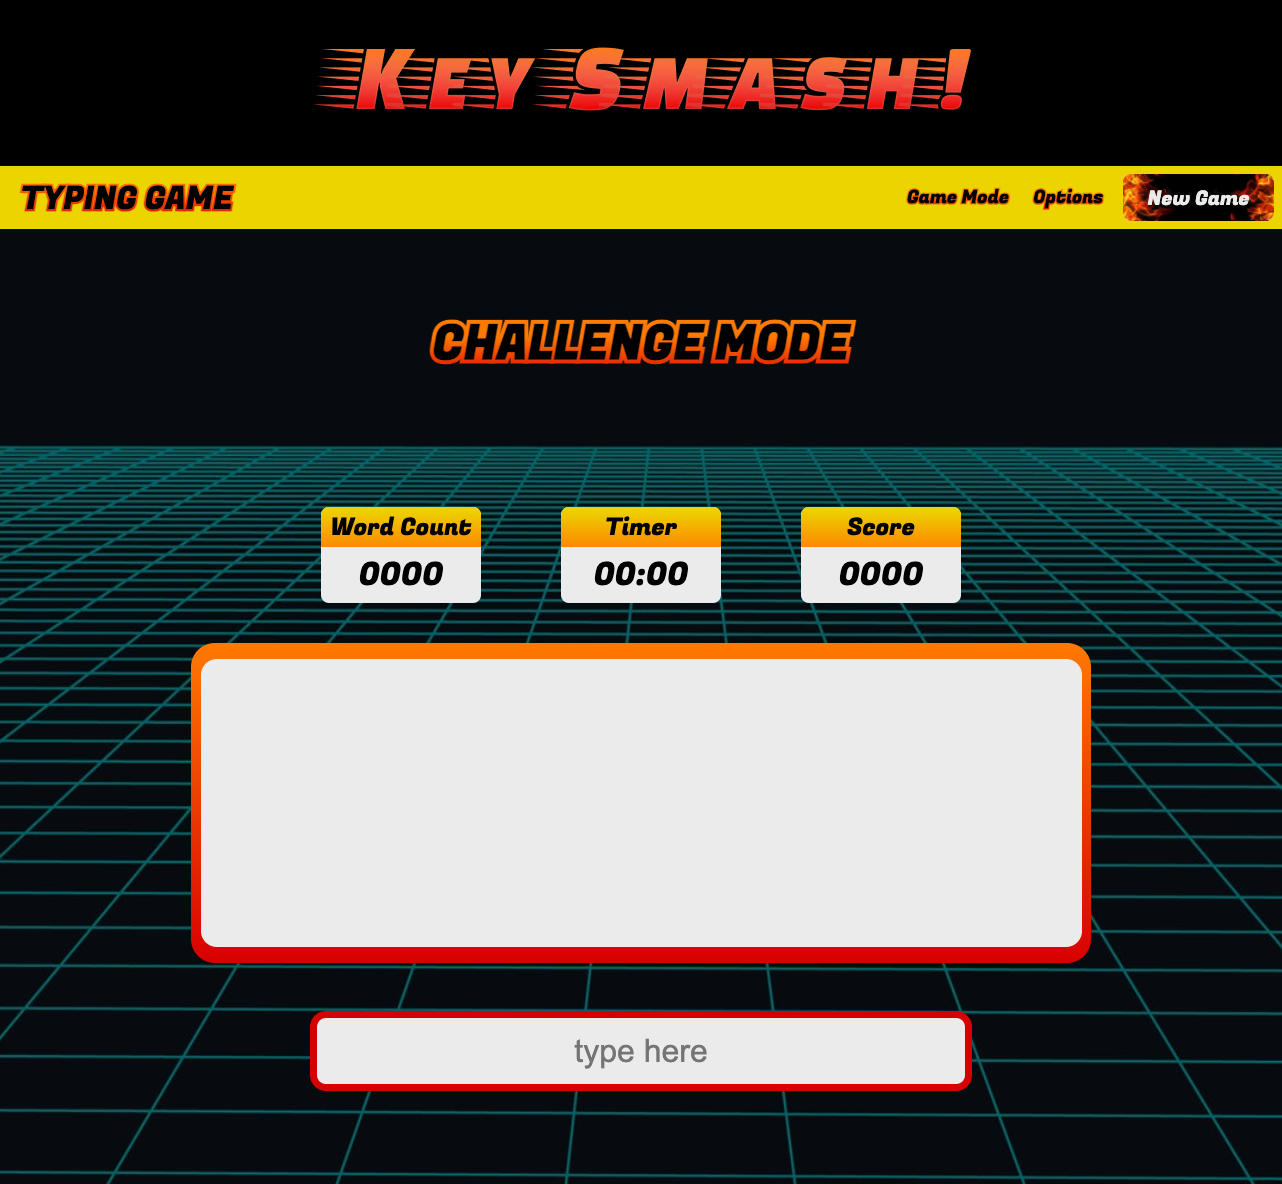 Key Smash!
TYPING GAME
Game Mode Options New Game
CHALLENGE MODE
Word Count Timer Score
0000 00:00 0000
type here